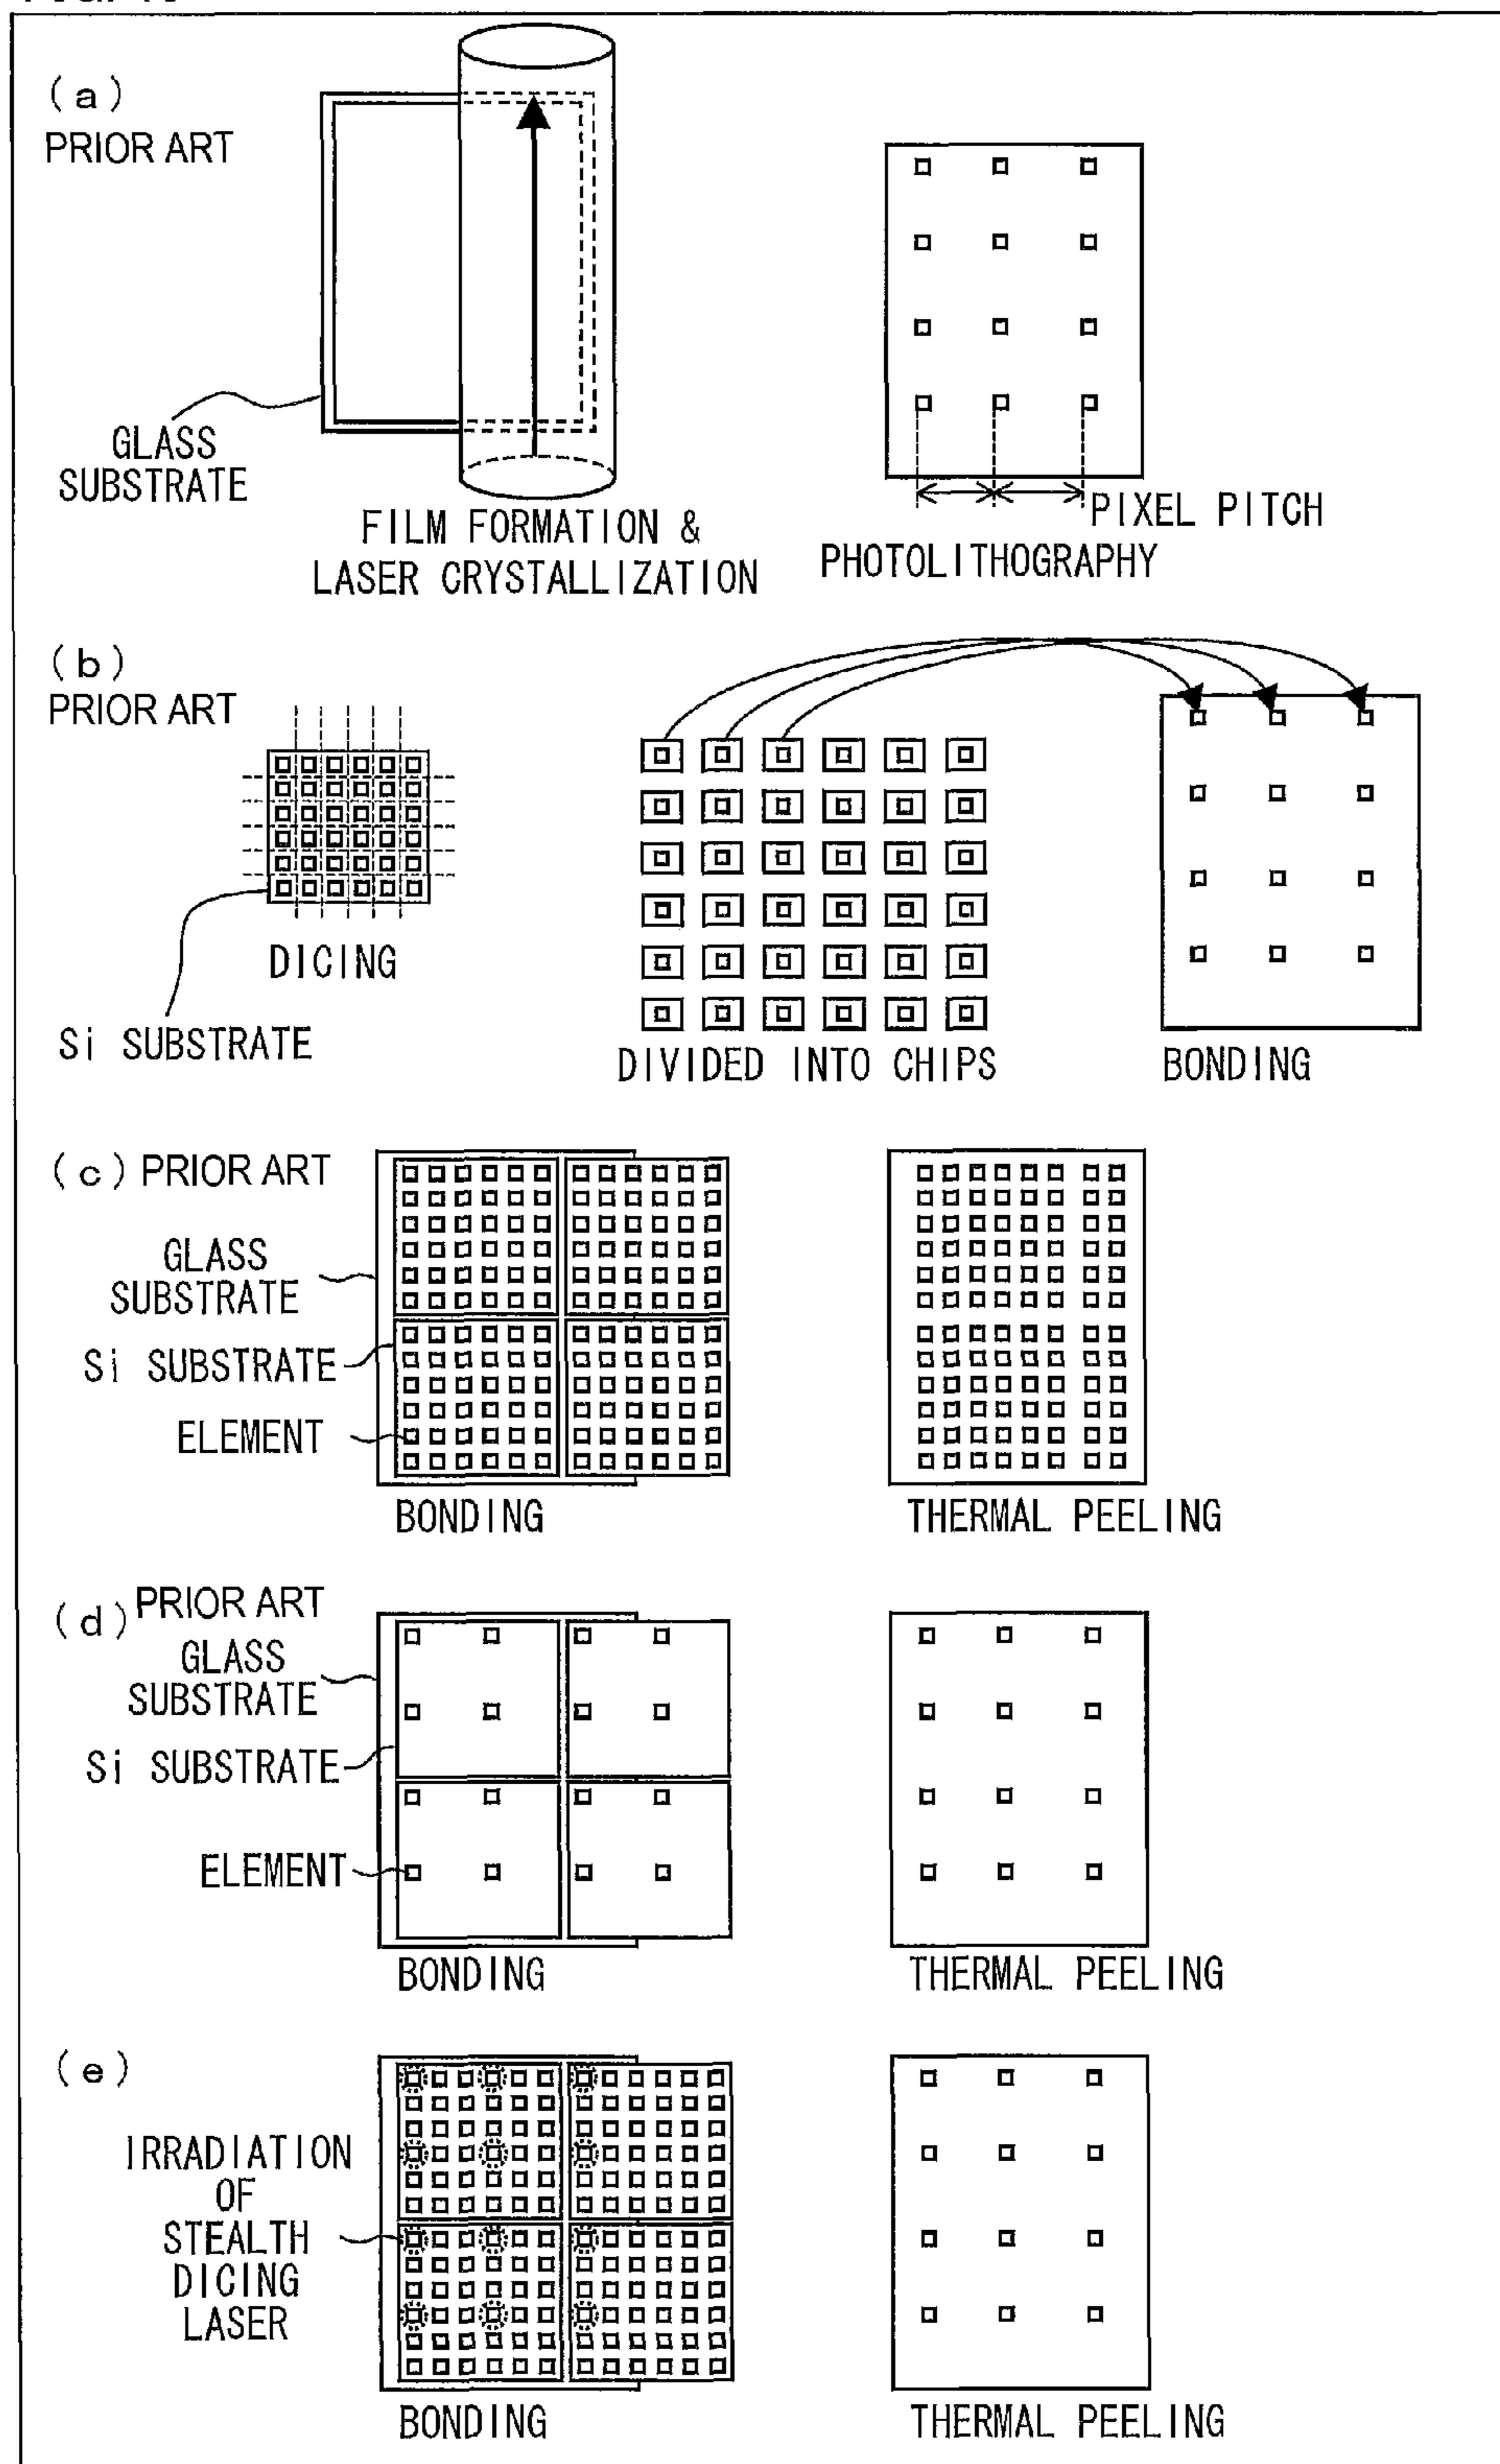 (a)
PRIOR ART
GLASS
SUBSTRATE
FILM FORMATION &
LASER CRYSTALLIZATION
PIXEL PITCH
PHOTOLITHOGRAPHY
(b)
PRIOR ART
DICING
Si SUBSTRATE
DIVIDED INTO CHIPS
BONDING
(c) PRIOR ART
GLASS
SUBSTRATE
Si SUBSTRATE
ELEMENT
BONDING
THERMAL PEELING
(d) PRIOR ART
GLASS
SUBSTRATE
Si SUBSTRATE
ELEMENT
BONDING
THERMAL PEELING
(e)
IRRADIATION
OF
STEALTH
DICING
LASER
BONDING
THERMAL PEELING